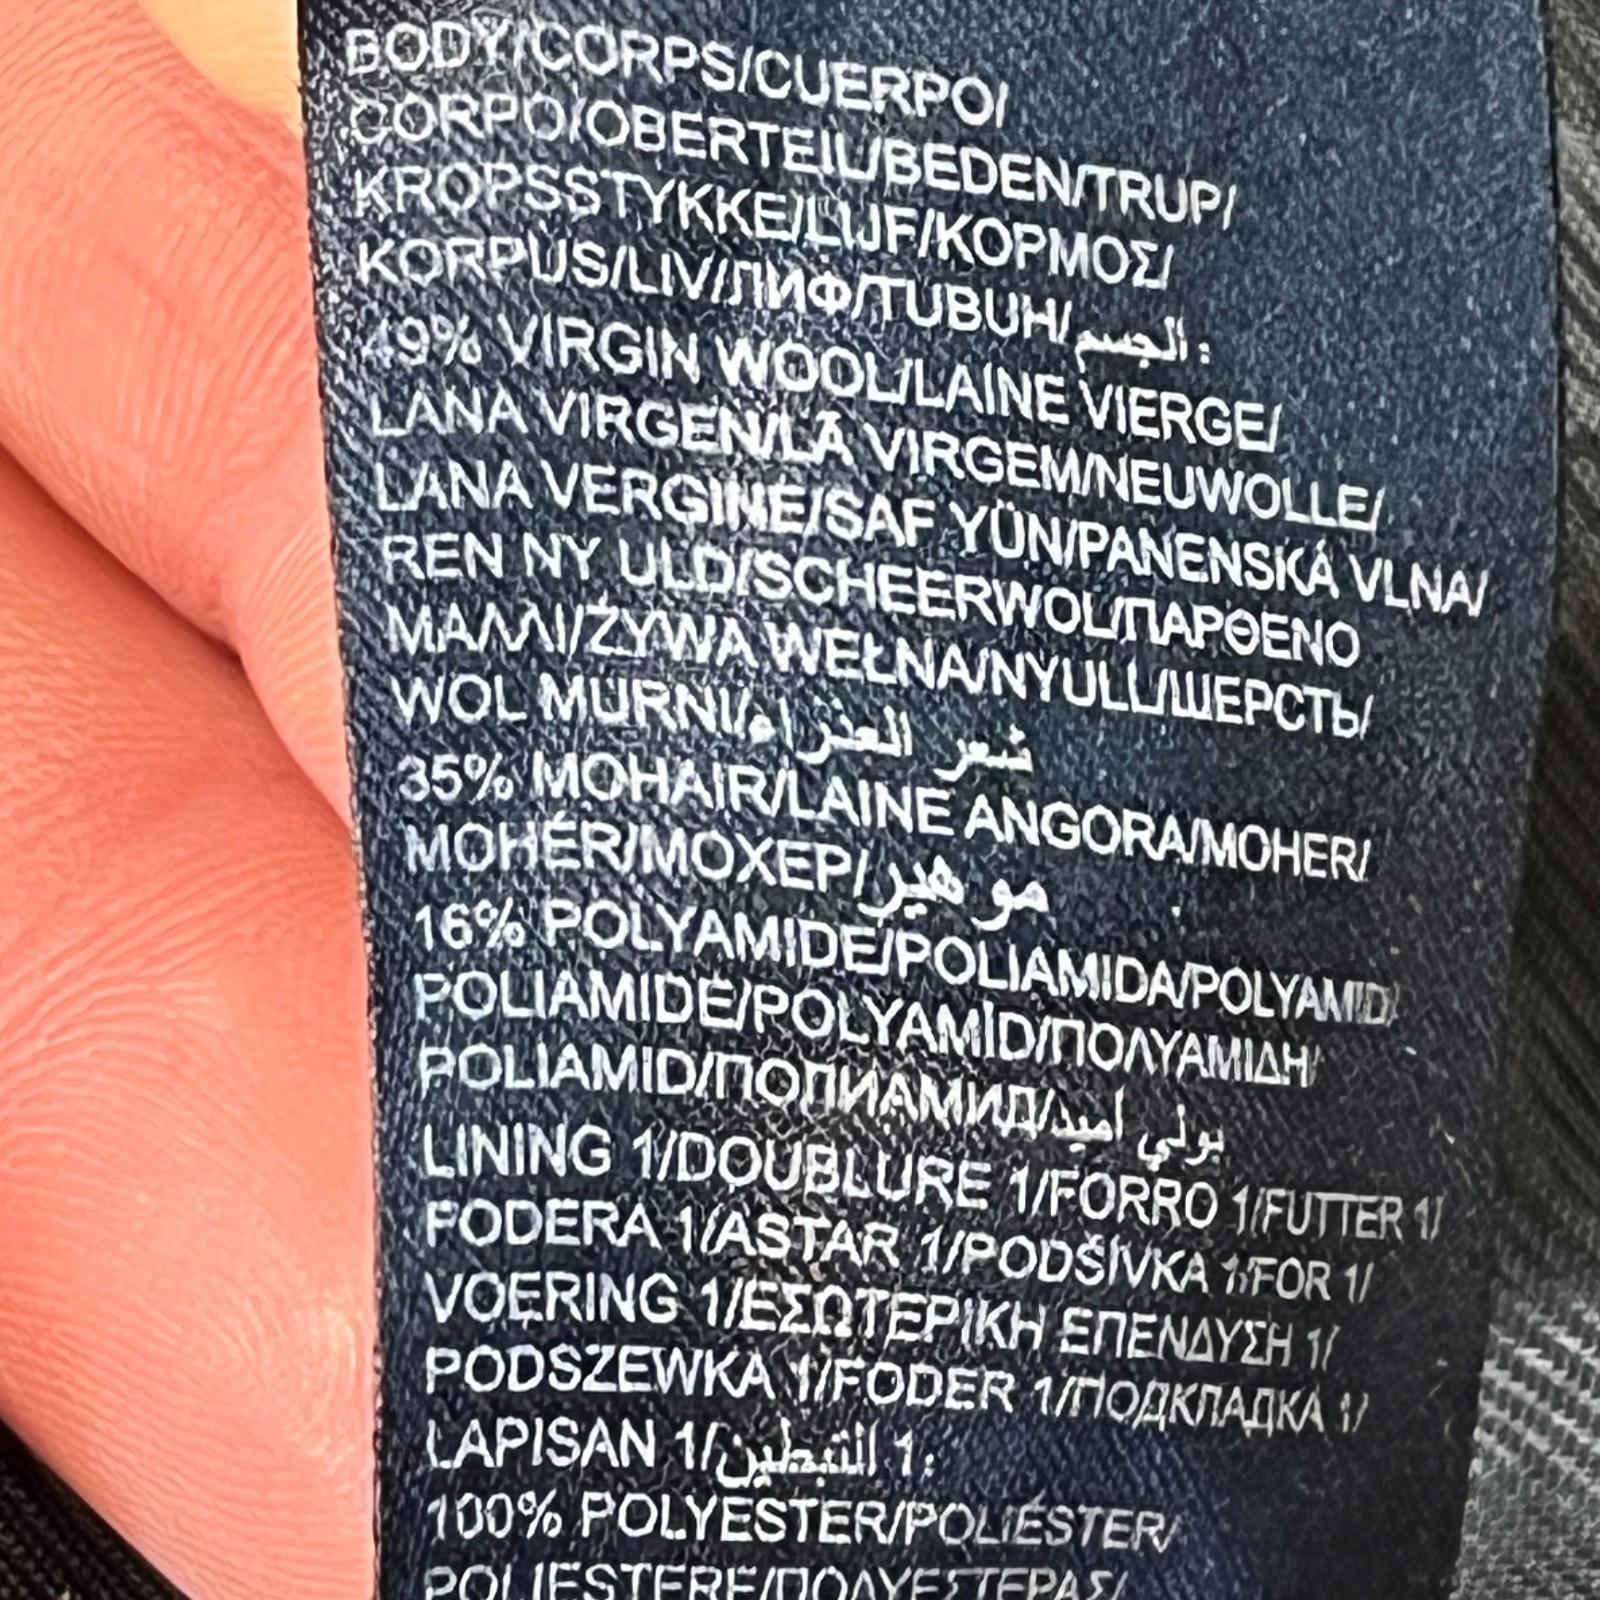 BODY/CORPS/CUERPO/
CORPO/OBERTEIL/BEDEN/TRUP/
KROPSSTYKKE/LIJF/ΚΟΡΜΟΣ/
KORPUS/LIV/ЛИФ/TUBUH/الجسم:
49% VIRGIN WOOL/LAINE VIERGE/
LANA VIRGEN/LÃ VIRGEM/NEUWOLLE/
LANA VERGINE/SAF YÜN/PANENSKÁ VLNA/
REN NY ULD/SCHEERWOL/ΠΑΡΘΕΝΟ
ΜΑΛΛΙ/ŻYWA WEŁNA/NYULL/ШЕРСТЬ/
WOL MURNI/شعر العذراء
35% MOHAIR/LAINE ANGORA/MOHER/
MOHÉR/МОХЕР/موهير
16% POLYAMIDE/POLIAMIDA/POLYAMID/
POLIAMIDE/POLYAMİD/ΠΟΛΥΑΜΙΔΗ/
POLIAMID/ПОЛИАМИД/بولي أميد
LINING 1/DOUBLURE 1/FORRO 1/FUTTER 1/
FODERA 1/ASTAR 1/PODŠÍVKA 1/FOR 1/
VOERING 1/ΕΣΩΤΕΡΙΚΗ ΕΠΕΝΔΥΣΗ 1/
PODSZEWKA 1/FODER 1/ПОДКЛАДКА 1/
LAPISAN 1/التبطين 1:
100% POLYESTER/POLIÉSTER/
POLIESTERE/ΠΟΛΥΕΣΤΕΡΑΣ/